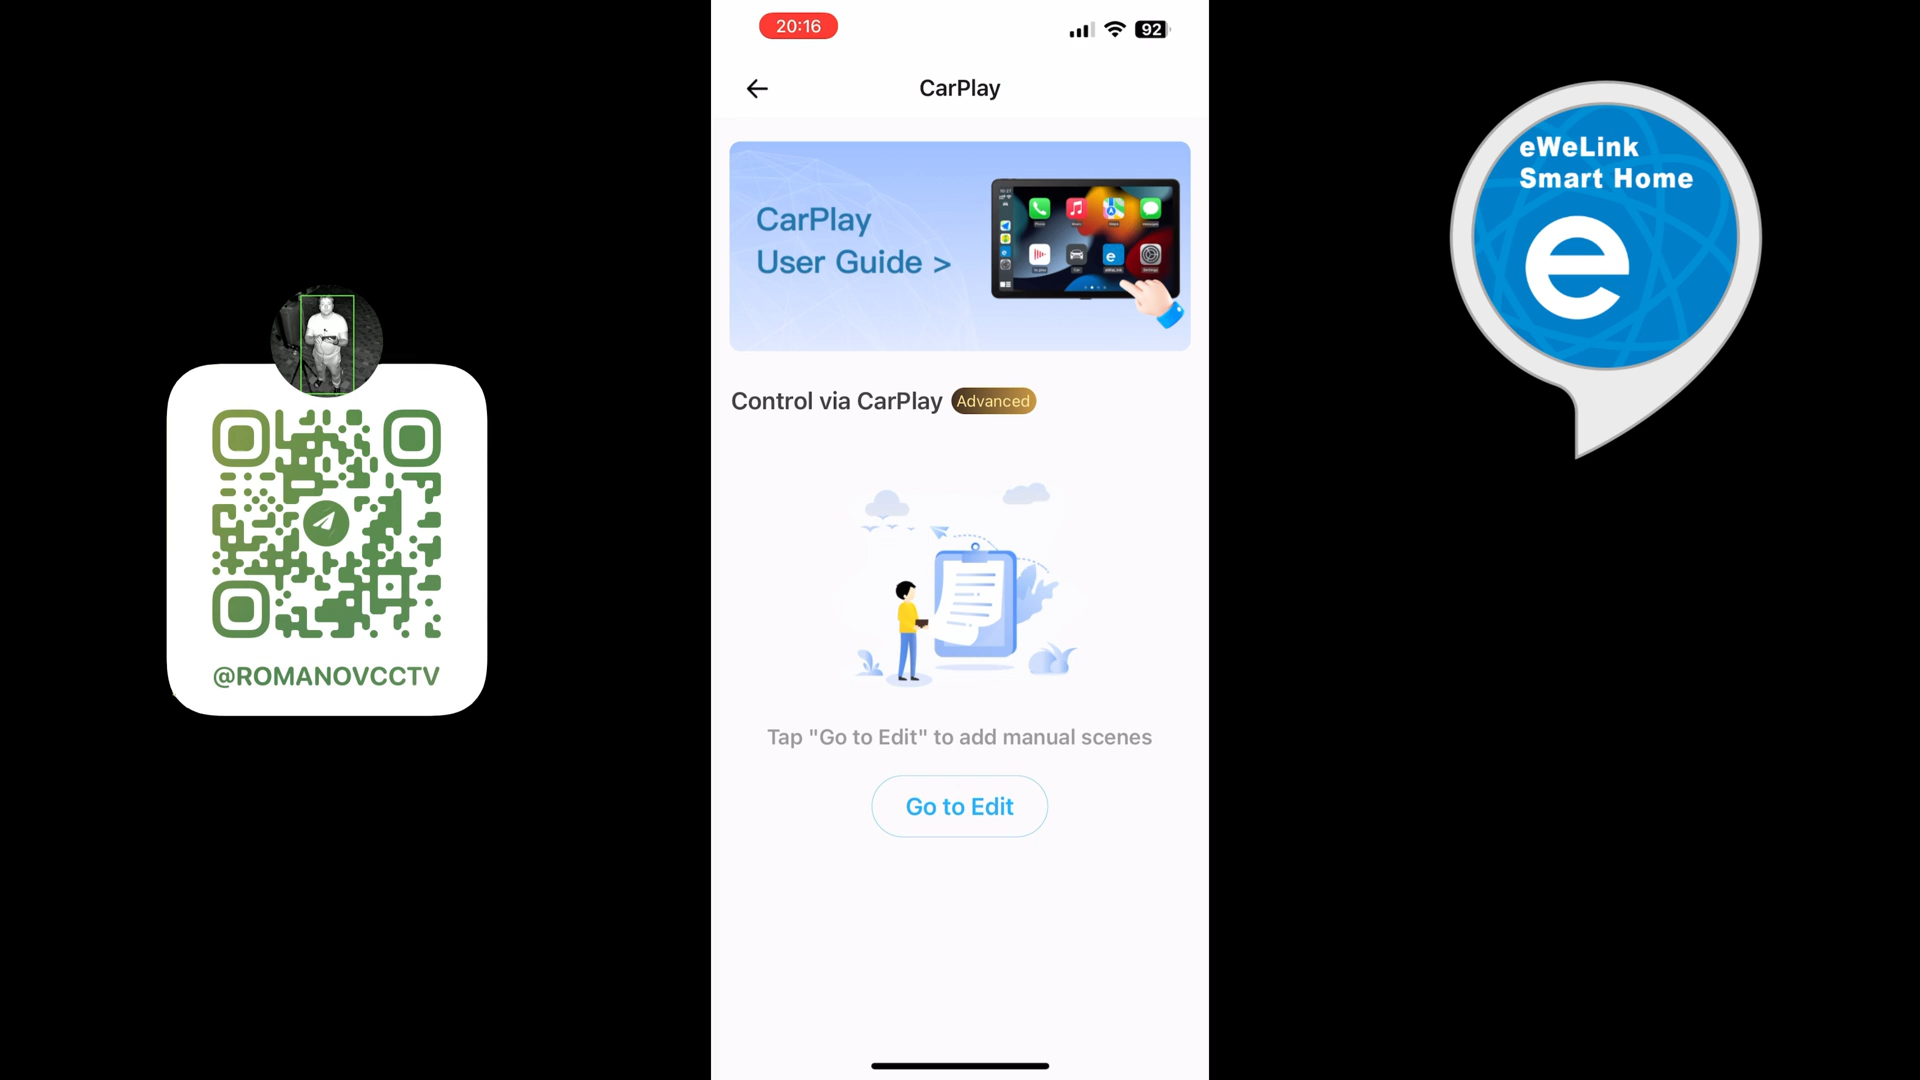 20:16
92
CarPlay
CarPlay
User Guide >
Control via CarPlay Advanced
Tap "Go to Edit" to add manual scenes
Go to Edit
@ROMANOVCCTV
eWeLink
Smart Home
e